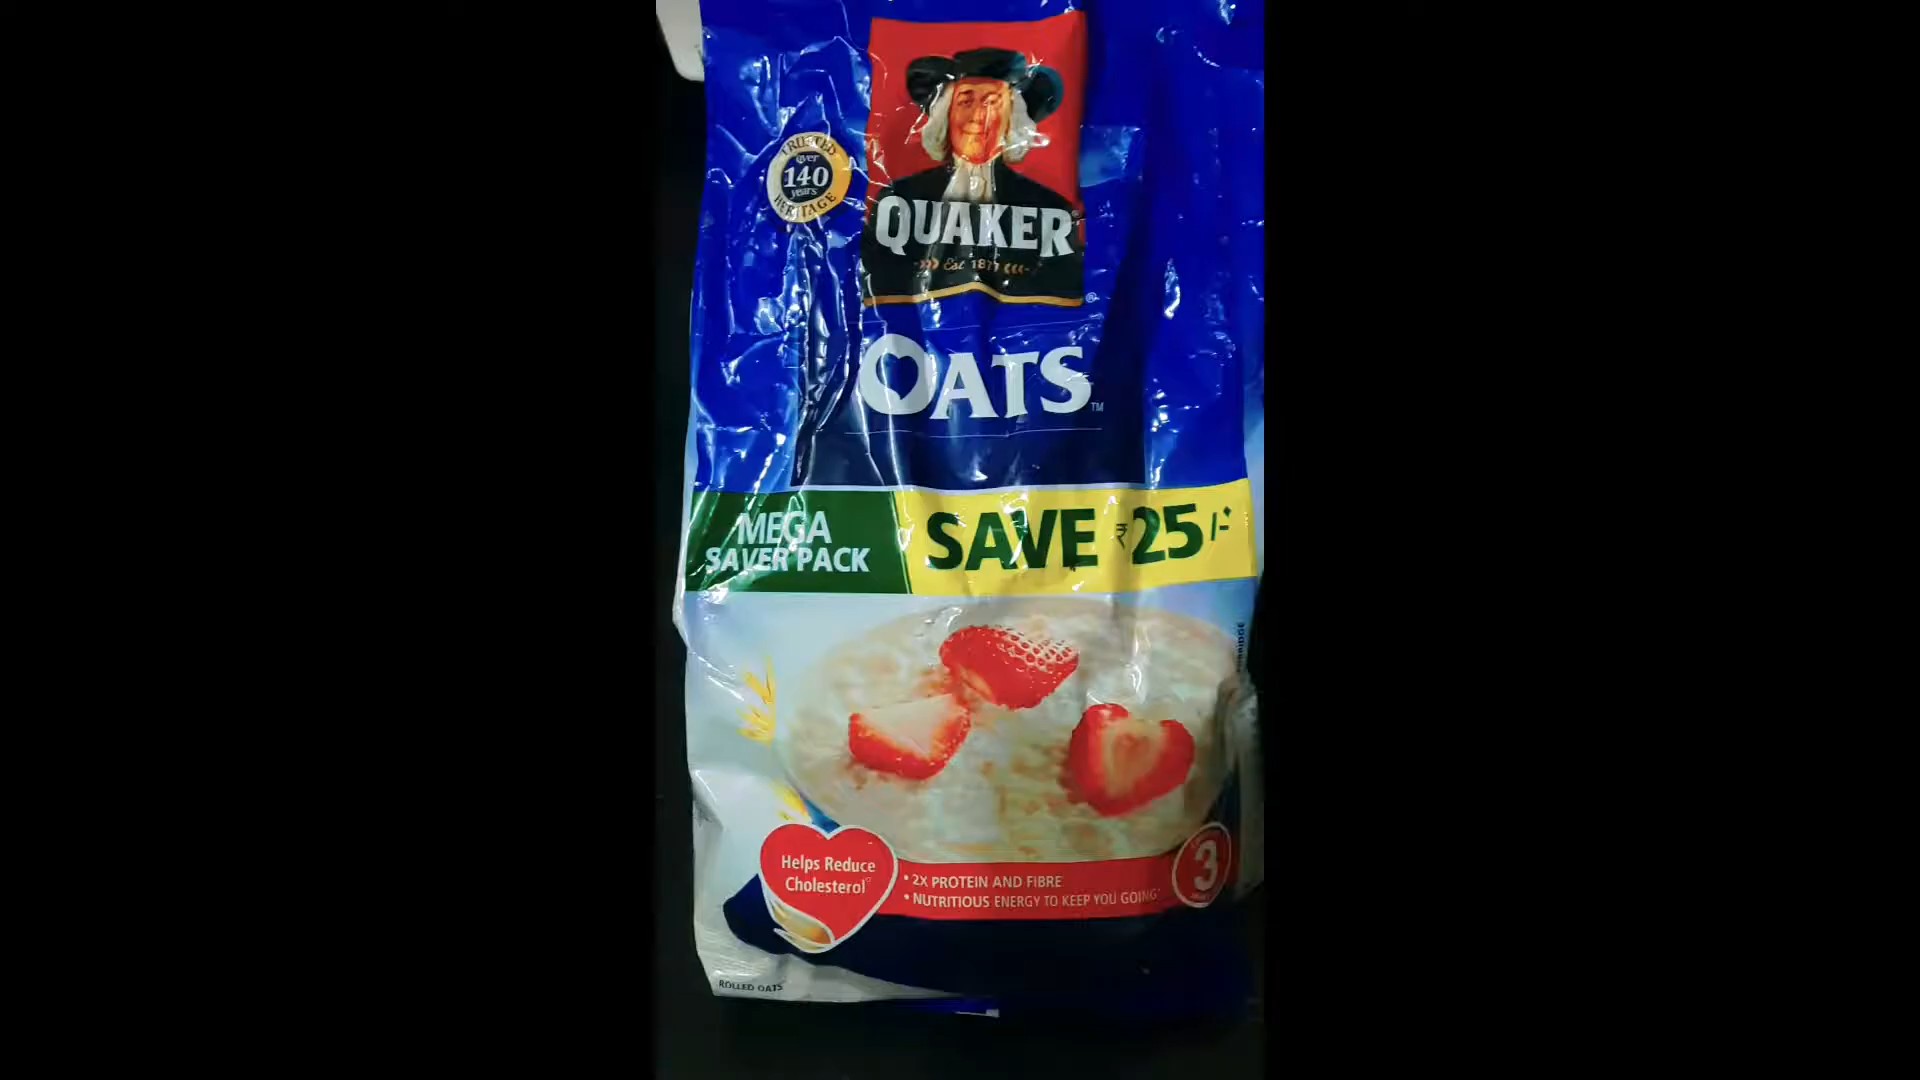 TRUSTED
over
140
years
HERITAGE
QUAKER®
Est 1877
®
OATS™
MEGA
SAVER PACK
SAVE ₹25/-*
Helps Reduce
Cholesterol
• 2X PROTEIN AND FIBRE
• NUTRITIOUS ENERGY TO KEEP YOU GOING
3
ROLLED OATS